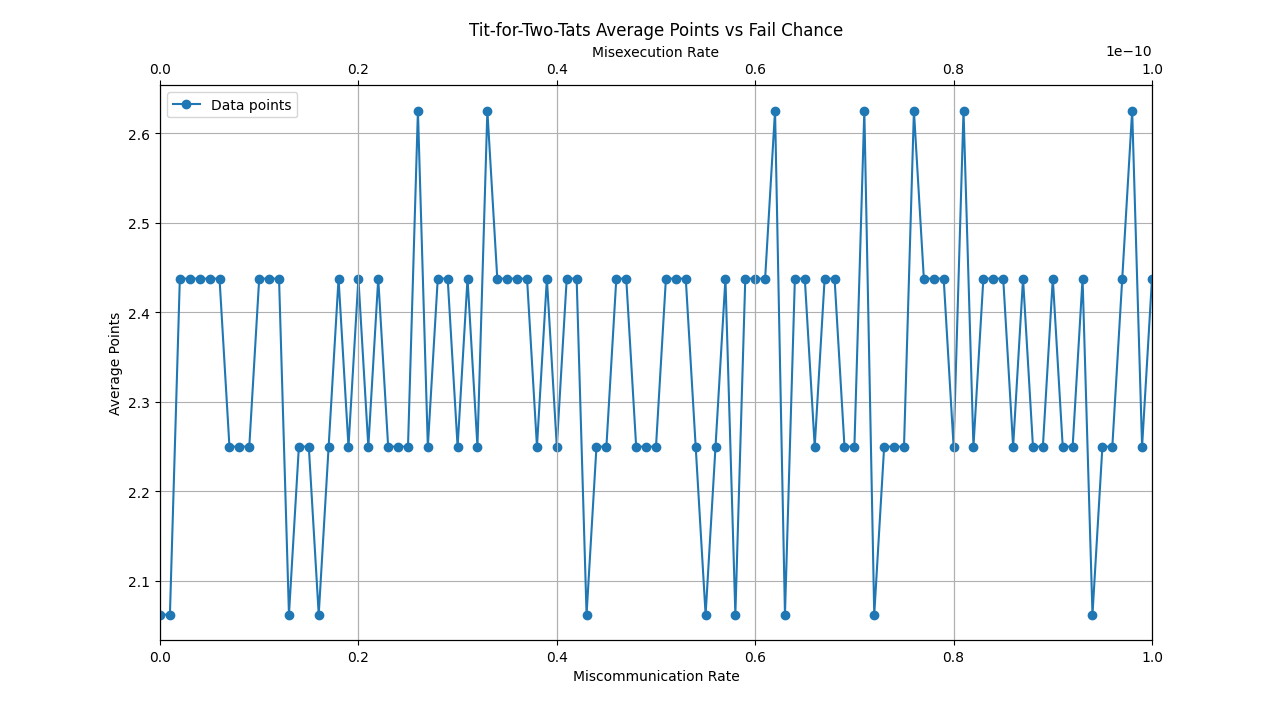 Tit-for-Two-Tats Average Points vs Fail Chance
Misexecution Rate
1e−10
0.0 0.2 0.4 0.6 0.8 1.0
Data points
2.6
2.5
2.4
2.3
2.2
2.1
Average Points
0.0 0.2 0.4 0.6 0.8 1.0
Miscommunication Rate